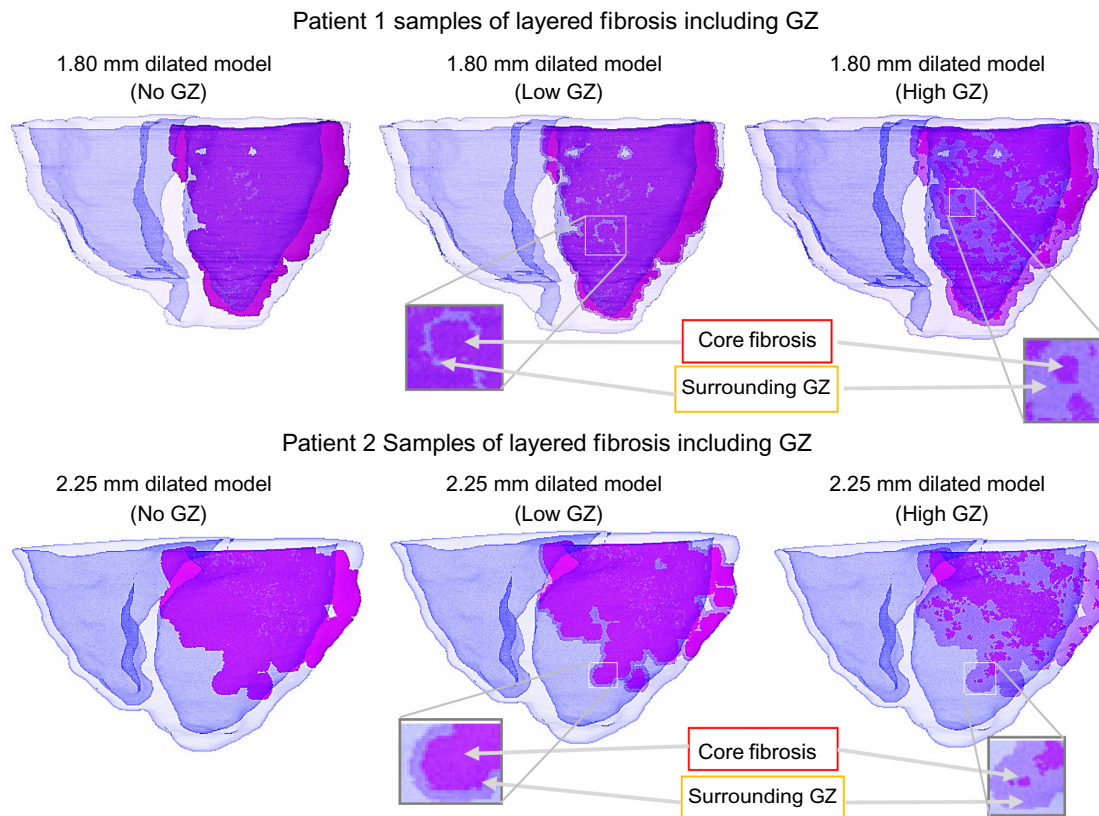 Patient 1 samples of layered fibrosis including GZ
1.80 mm dilated model
(No GZ)
1.80 mm dilated model
(Low GZ)
1.80 mm dilated model
(High GZ)
Core fibrosis
Surrounding GZ
Patient 2 Samples of layered fibrosis including GZ
2.25 mm dilated model
(No GZ)
2.25 mm dilated model
(Low GZ)
2.25 mm dilated model
(High GZ)
Core fibrosis
Surrounding GZ